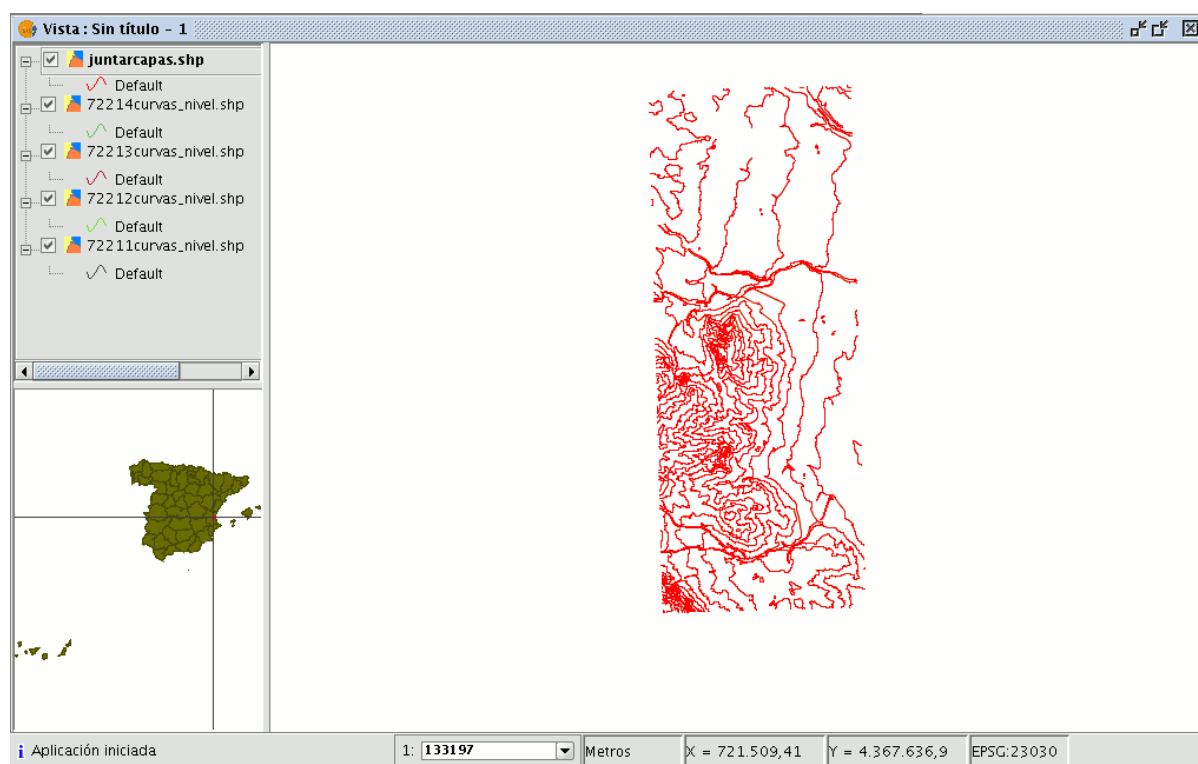 Vista : Sin título - 1
juntarcapas.shp
Default
72214curvas_nivel.shp
Default
72213curvas_nivel.shp
Default
72212curvas_nivel.shp
Default
72211curvas_nivel.shp
Default
Aplicación iniciada 1: 133197 Metros X = 721.509,41 Y = 4.367.636,9 EPSG:23030